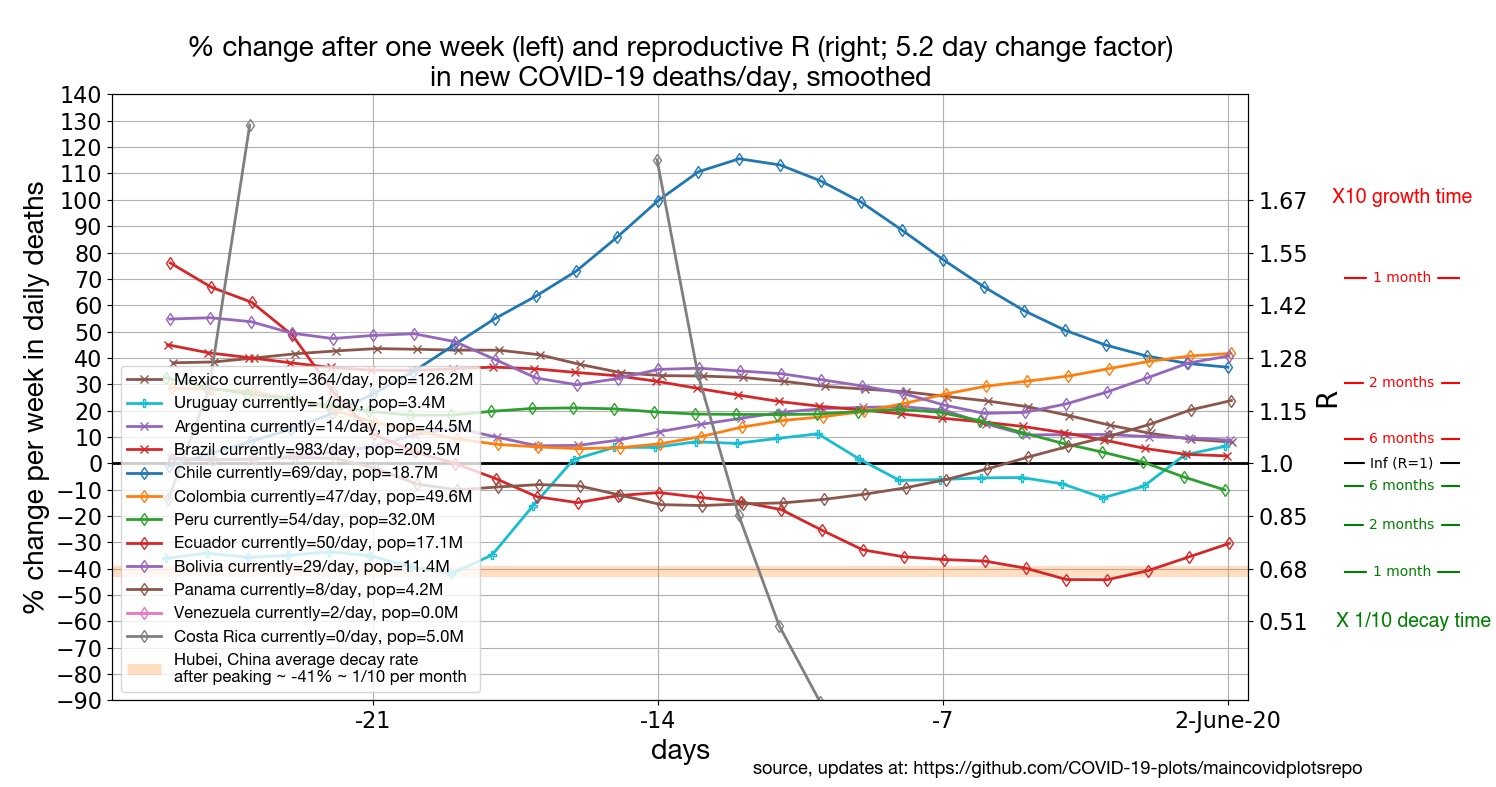 % change after one week (left) and reproductive R (right; 5.2 day change factor)
in new COVID-19 deaths/day, smoothed
140
130
120
110
100
90
80
70
60
50
40
30
20
10
0
−10
−20
−30
−40
−50
−60
−70
−80
−90
% change per week in daily deaths
Mexico currently=364/day, pop=126.2M
Uruguay currently=1/day, pop=3.4M
Argentina currently=14/day, pop=44.5M
Brazil currently=983/day, pop=209.5M
Chile currently=69/day, pop=18.7M
Colombia currently=47/day, pop=49.6M
Peru currently=54/day, pop=32.0M
Ecuador currently=50/day, pop=17.1M
Bolivia currently=29/day, pop=11.4M
Panama currently=8/day, pop=4.2M
Venezuela currently=2/day, pop=0.0M
Costa Rica currently=0/day, pop=5.0M
Hubei, China average decay rate
after peaking ~ -41% ~ 1/10 per month
-21
-14
-7
2-June-20
days
1.67
1.55
1.42
1.28
1.15
1.0
0.85
0.68
0.51
R
X10 growth time
1 month
2 months
6 months
Inf (R=1)
6 months
2 months
1 month
X 1/10 decay time
source, updates at: https://github.com/COVID-19-plots/maincovidplotsrepo